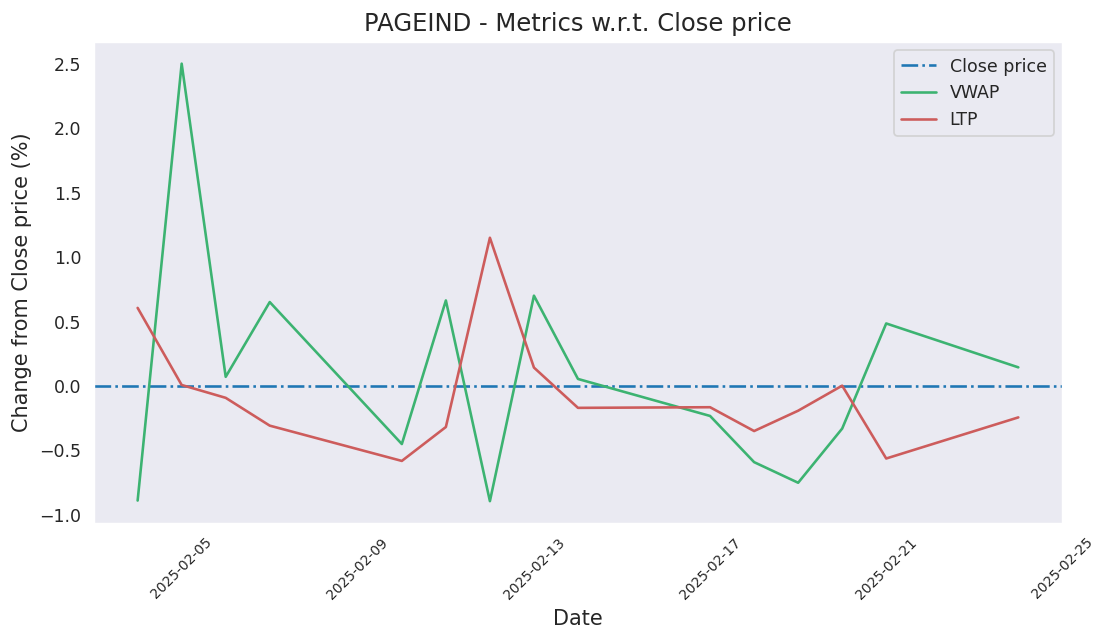 PAGEIND - Metrics w.r.t. Close price
Change from Close price (%)
2.5
2.0
1.5
1.0
0.5
0.0
−0.5
−1.0
Close price
VWAP
LTP
2025-02-05
2025-02-09
2025-02-13
2025-02-17
2025-02-21
2025-02-25
Date